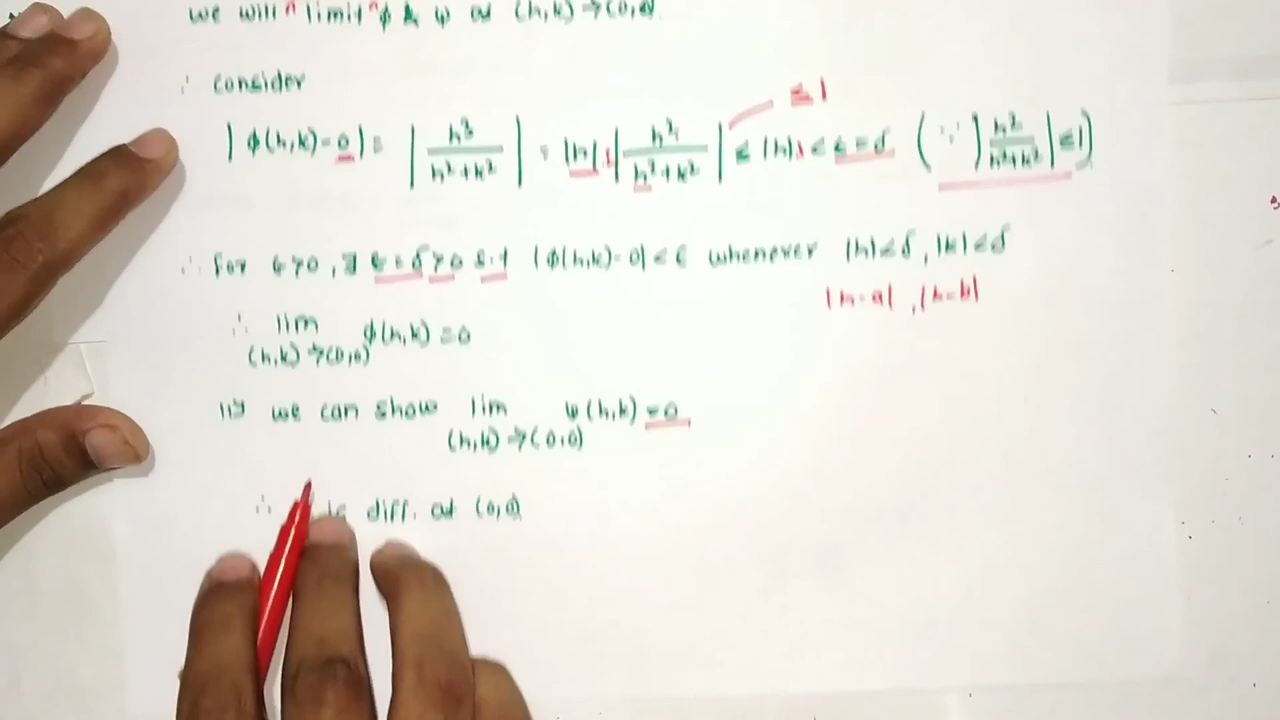 we will "limit" ϕ & ψ at (h,k)→(0,0)
∴ consider
|ϕ(h,k)-0| = |h³/h²+k²| = |h|.|h²/h²+k²| ≤ |h|.1 < ε=δ (∵ |h²/h²+k²| ≤1)
≤1
∴ For ε>0, ∃ ε=δ>0 s.t |ϕ(h,k)-0|<ε whenever |h|<δ, |k|<δ
|h-a|, |k-b|
∴ lim ϕ(h,k)=0
(h,k)→(0,0)
lly we can show lim ψ(h,k)=0
(h,k)→(0,0)
∴ is diff. at (0,0)